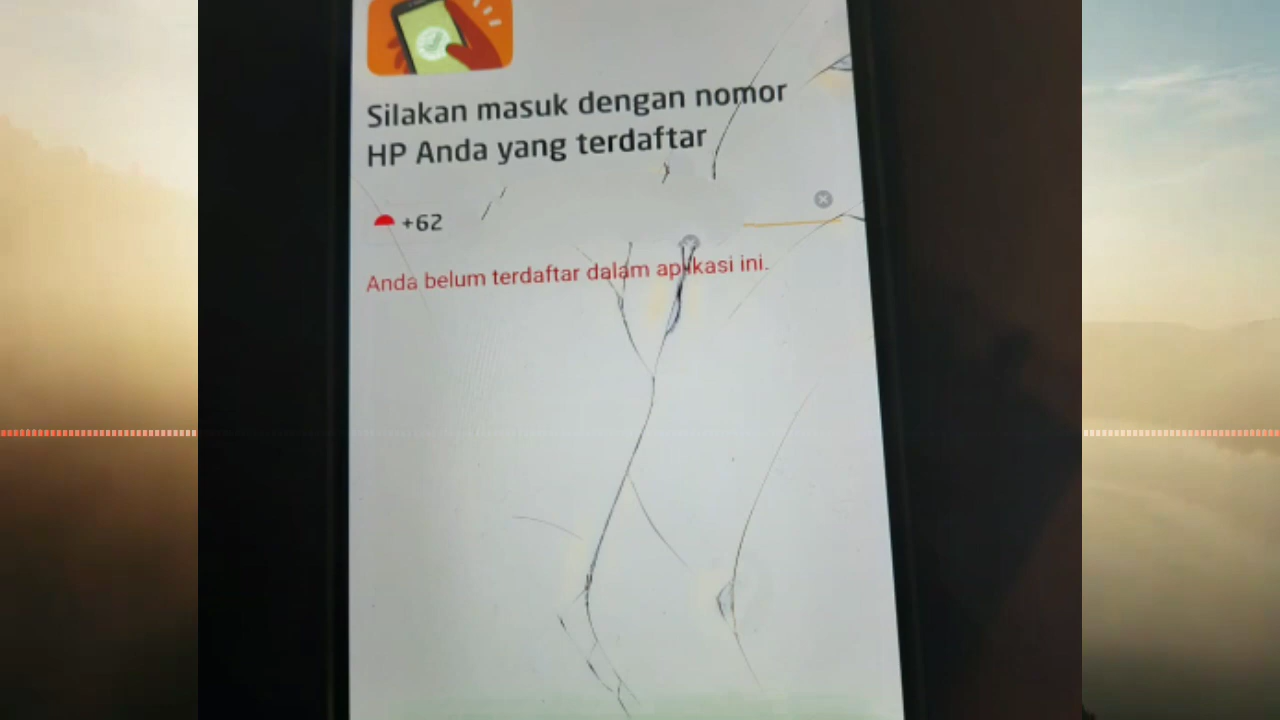 Silakan masuk dengan nomor
HP Anda yang terdaftar
+62
Anda belum terdaftar dalam aplikasi ini.